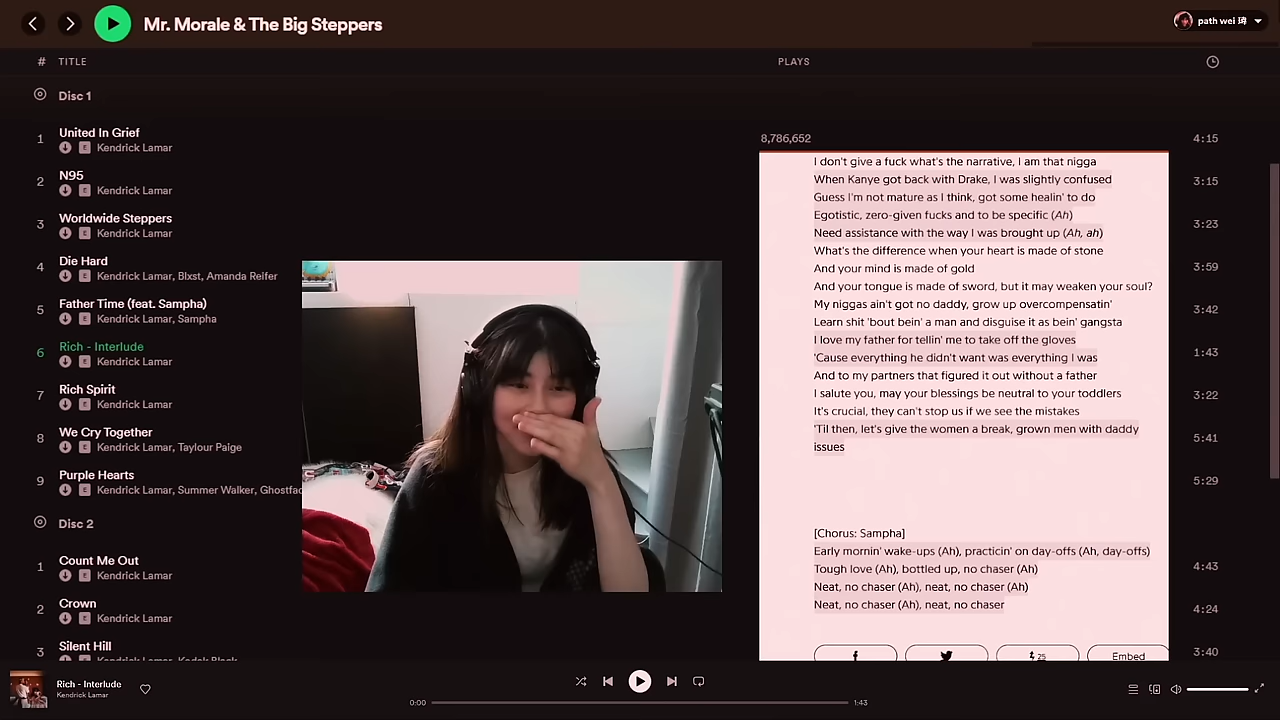 Mr. Morale & The Big Steppers
path wei 瑋
# TITLE
PLAYS
Disc 1
1 United In Grief 8,786,652 4:15
E Kendrick Lamar
2 N95 3:15
E Kendrick Lamar
3 Worldwide Steppers 3:23
E Kendrick Lamar
4 Die Hard 3:59
E Kendrick Lamar, Blxst, Amanda Reifer
5 Father Time (feat. Sampha) 3:42
E Kendrick Lamar, Sampha
6 Rich - Interlude 1:43
E Kendrick Lamar
7 Rich Spirit 3:22
E Kendrick Lamar
8 We Cry Together 5:41
E Kendrick Lamar, Taylour Paige
9 Purple Hearts 5:29
E Kendrick Lamar, Summer Walker, Ghostfac
Disc 2
1 Count Me Out 4:43
E Kendrick Lamar
2 Crown 4:24
E Kendrick Lamar
3 Silent Hill 3:40
E Kendrick Lamar, Kodak Black
I don't give a fuck what's the narrative, I am that nigga
When Kanye got back with Drake, I was slightly confused
Guess I'm not mature as I think, got some healin' to do
Egotistic, zero-given fucks and to be specific (Ah)
Need assistance with the way I was brought up (Ah, ah)
What's the difference when your heart is made of stone
And your mind is made of gold
And your tongue is made of sword, but it may weaken your soul?
My niggas ain't got no daddy, grow up overcompensatin'
Learn shit 'bout bein' a man and disguise it as bein' gangsta
I love my father for tellin' me to take off the gloves
'Cause everything he didn't want was everything I was
And to my partners that figured it out without a father
I salute you, may your blessings be neutral to your toddlers
It's crucial, they can't stop us if we see the mistakes
'Til then, let's give the women a break, grown men with daddy
issues
[Chorus: Sampha]
Early mornin' wake-ups (Ah), practicin' on day-offs (Ah, day-offs)
Tough love (Ah), bottled up, no chaser (Ah)
Neat, no chaser (Ah), neat, no chaser (Ah)
Neat, no chaser (Ah), neat, no chaser
25
Embed
Rich - Interlude
Kendrick Lamar
0:00
1:43